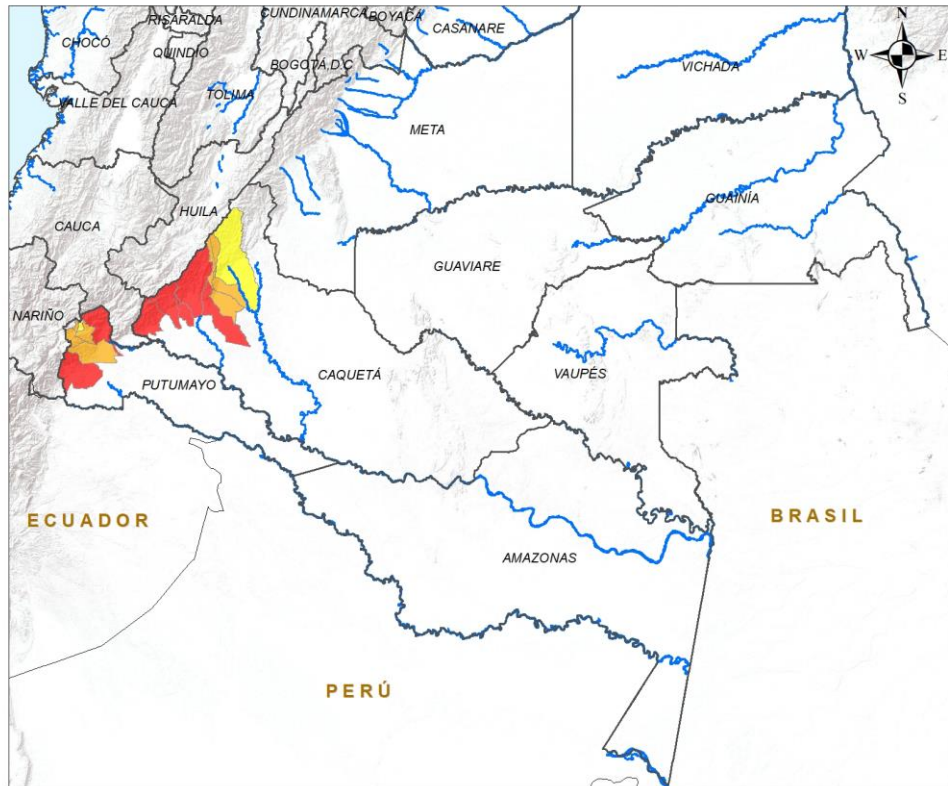 CUNDINAMARCA
BOYACÁ
RISARALDA
CASANARE
N
CHOCÓ
QUINDÍO
BOGOTÁ.D.C
W
E
VICHADA
S
VALLE DEL CAUCA
TOLIMA
META
GUAINÍA
HUILA
CAUCA
GUAVIARE
NARIÑO
CAQUETÁ
VAUPÉS
PUTUMAYO
ECUADOR
BRASIL
AMAZONAS
PERÚ